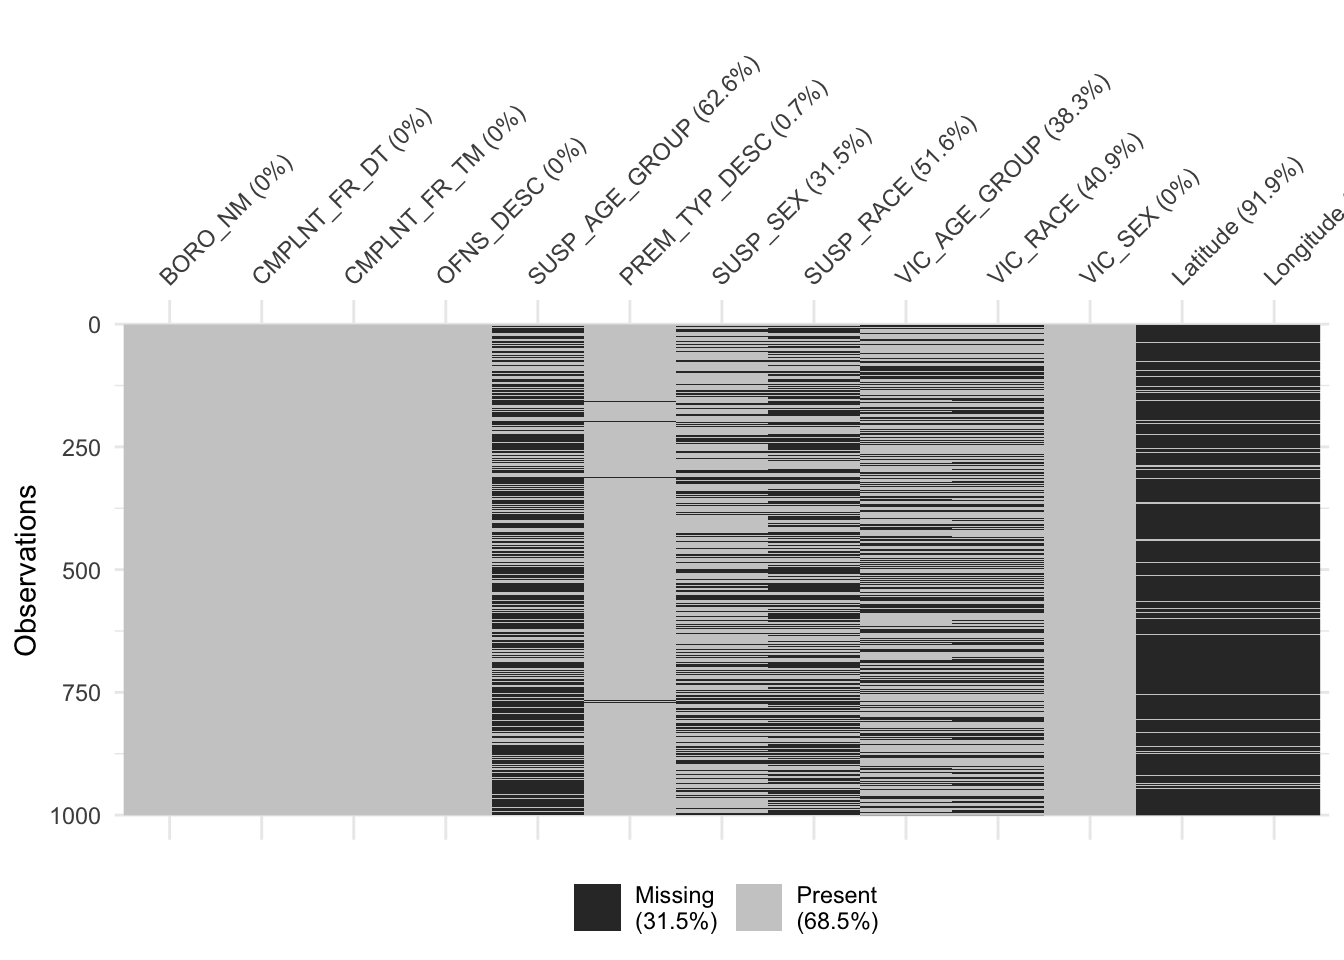 BORO_NM (0%)
CMPLNT_FR_DT (0%)
CMPLNT_FR_TM (0%)
OFNS_DESC (0%)
SUSP_AGE_GROUP (62.6%)
PREM_TYP_DESC (0.7%)
SUSP_SEX (31.5%)
SUSP_RACE (51.6%)
VIC_AGE_GROUP (38.3%)
VIC_RACE (40.9%)
VIC_SEX (0%)
Latitude (91.9%)
Longitude
Observations
0
250
500
750
1000
Missing
(31.5%)
Present
(68.5%)